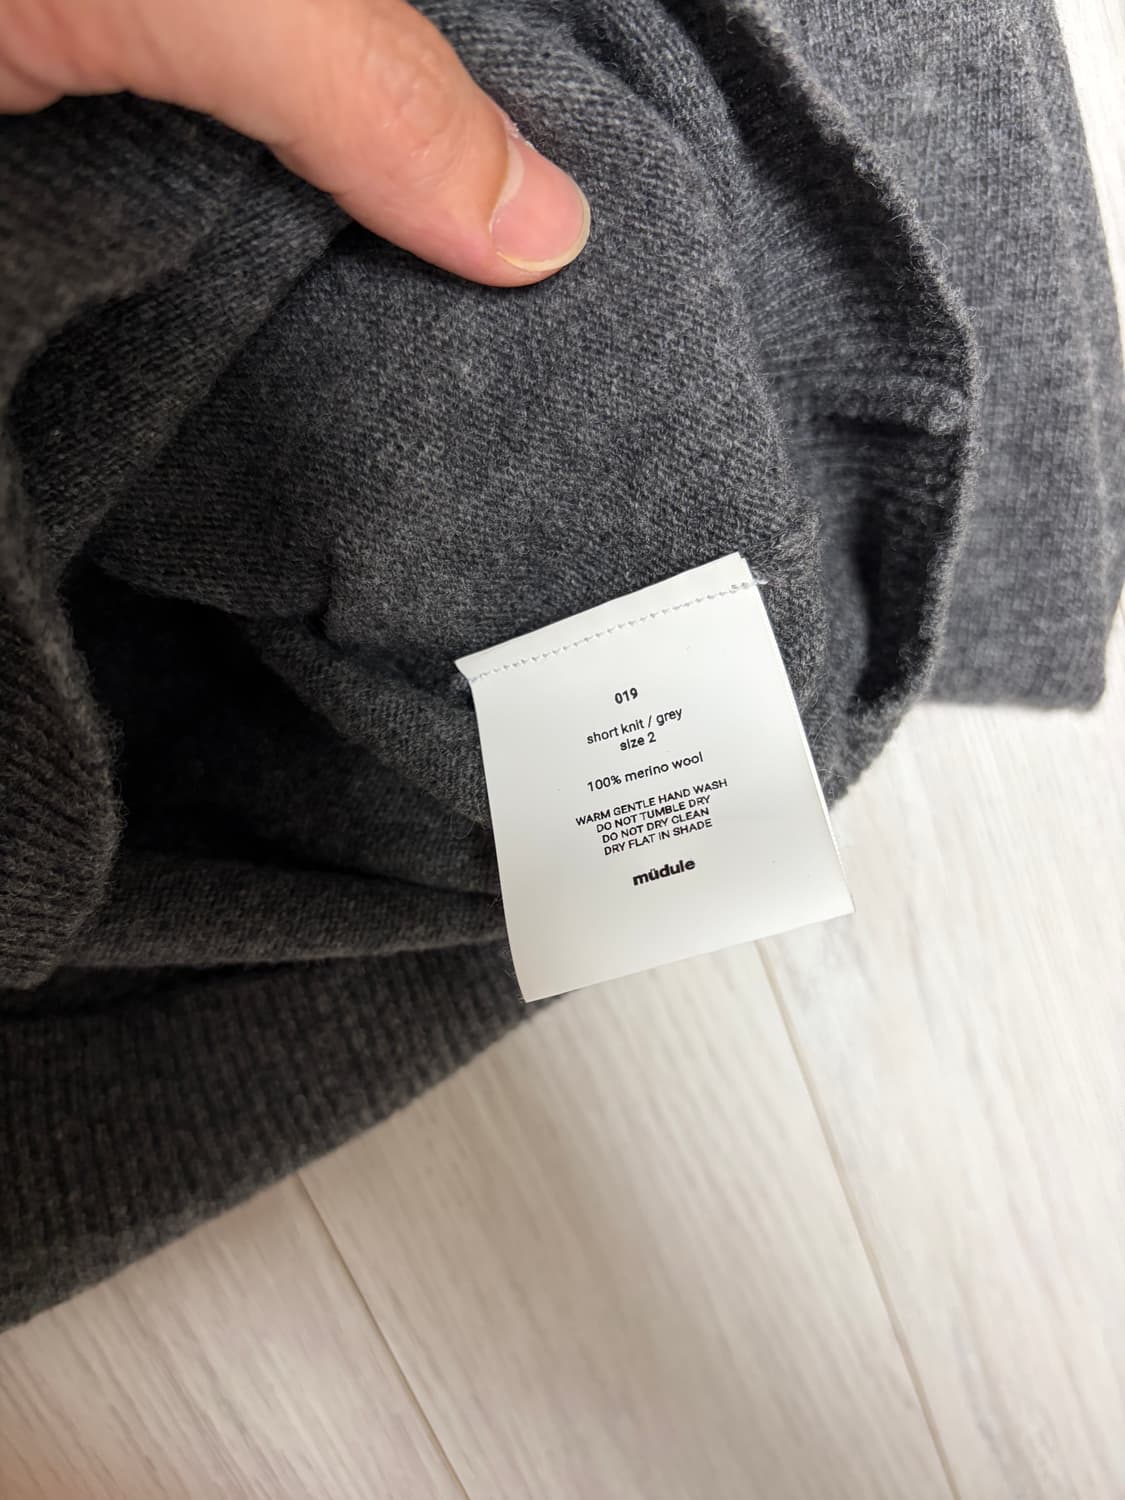 019
short knit / grey
size 2
100% merino wool
WARM GENTLE HAND WASH
DO NOT TUMBLE DRY
DO NOT DRY CLEAN
DRY FLAT IN SHADE
müdule